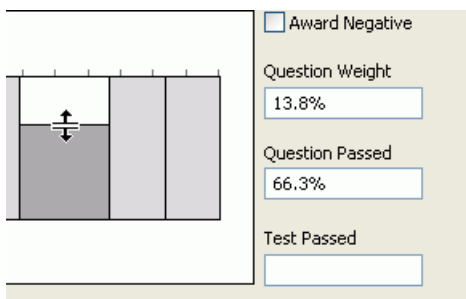 Award Negative
Question Weight
13.8%
Question Passed
66.3%
Test Passed